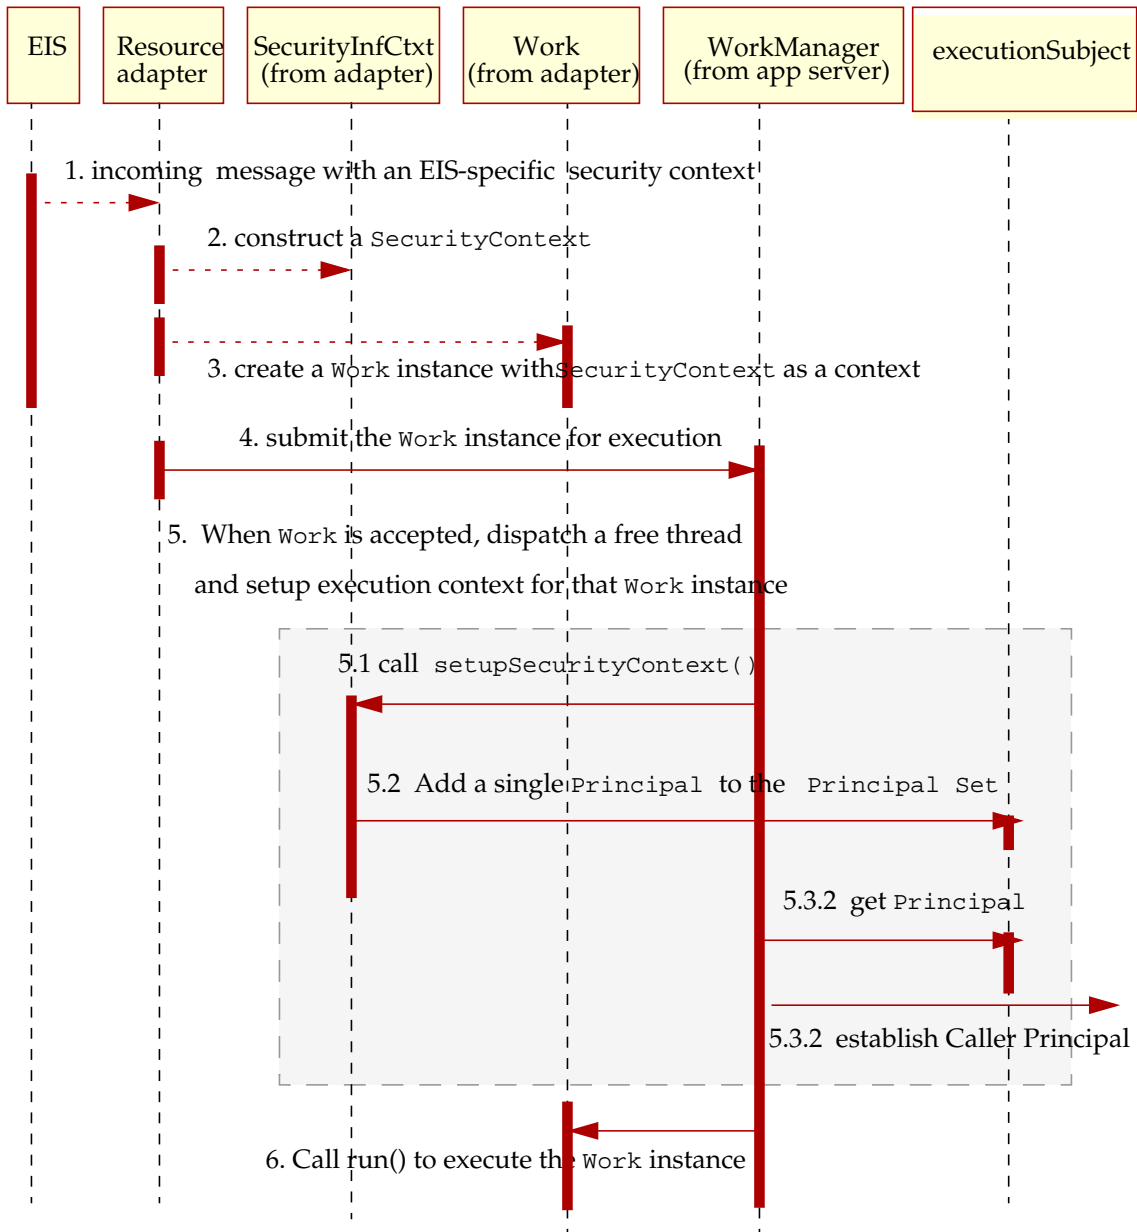 EIS
Resource
adapter
SecurityInfCtxt
(from adapter)
Work
(from adapter)
WorkManager
(from app server)
executionSubject
1. incoming message with an EIS-specific security context
2. construct a SecurityContext
3. create a Work instance withSecurityContext as a context
4. submit the Work instance for execution
5. When Work is accepted, dispatch a free thread
and setup execution context for that Work instance
5.1 call setupSecurityContext()
5.2 Add a single Principal to the Principal Set
5.3.2 get Principal
5.3.2 establish Caller Principal
6. Call run() to execute the Work instance